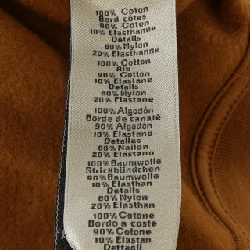 100% Coton
Bord côtes
90% Coton
10% Elasthanne
Détails
80% Nylon
20% Elasthanne
100% Cotton
Rib
90% Cotton
10% Elastane
Details
80% Nylon
20% Elastane
100% Algodón
Borde de canalé
90% Algodón
10% Elastano
Detalles
80% Nailon
20% Elastano
100% Baumwolle
Strickbündchen
90% Baumwolle
10% Elasthan
Details
80% Nylon
20% Elasthan
100% Cotone
Bordo a coste
90% Cotone
10% Elastan
Dettagli